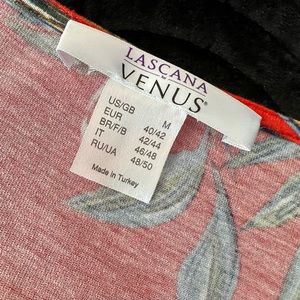 LASCANA
VENUS®
US/GB M
EUR 40/42
BR/F/B 42/44
IT 46/48
RU/UA 48/50
Made in Turkey